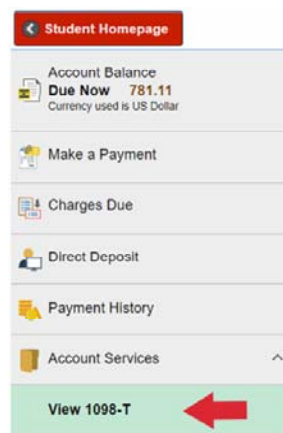 Student Homepage
Account Balance
Due Now 781.11
Currency used is US Dollar
Make a Payment
Charges Due
Direct Deposit
Payment History
Account Services
View 1098-T